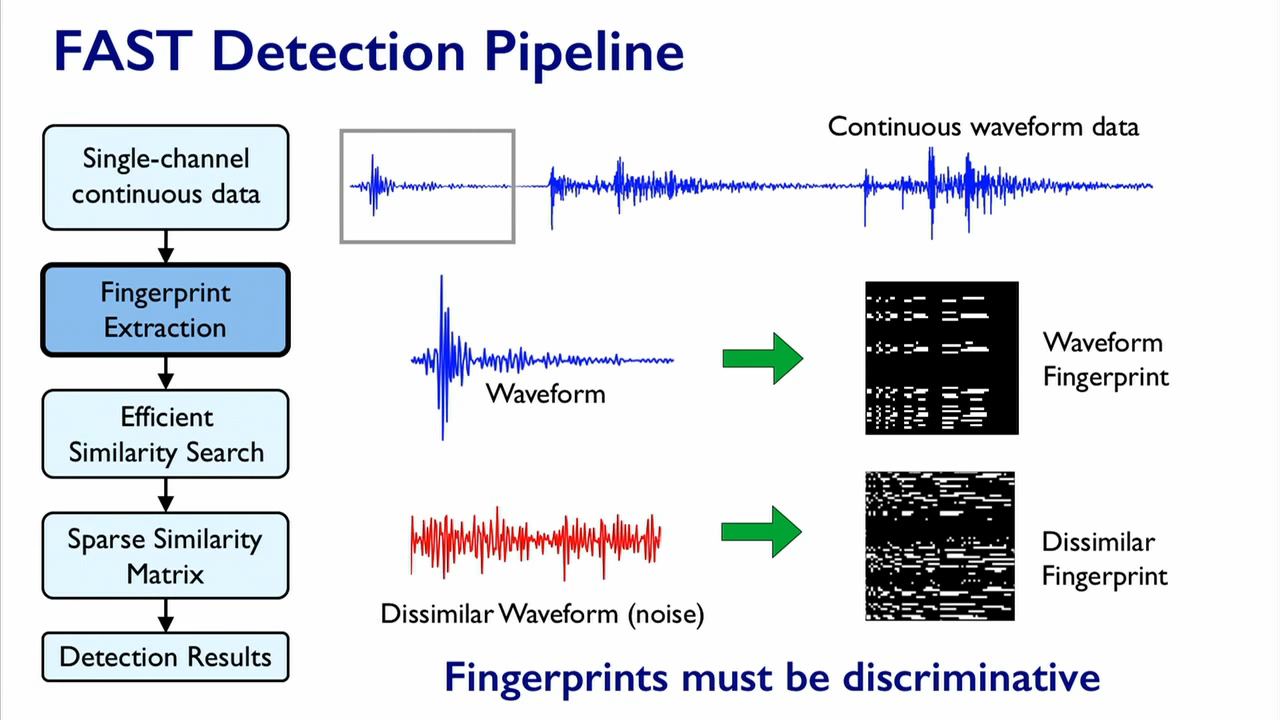 FAST Detection Pipeline
Single-channel
continuous data
Fingerprint
Extraction
Efficient
Similarity Search
Sparse Similarity
Matrix
Detection Results
Continuous waveform data
Waveform
Waveform
Fingerprint
Dissimilar Waveform (noise)
Dissimilar
Fingerprint
Fingerprints must be discriminative